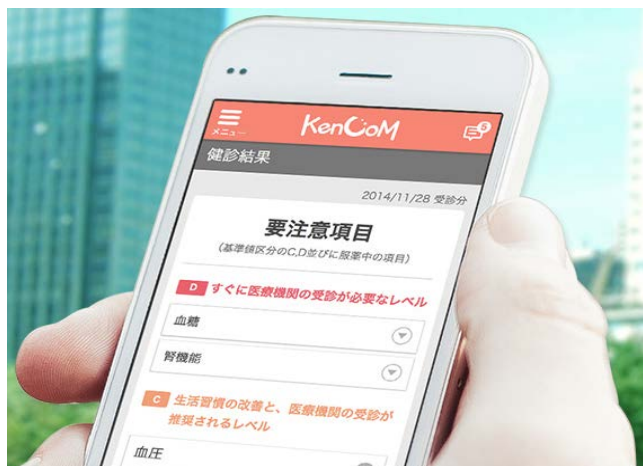 メニュー
KenCoM
5
健診結果
2014/11/28 受診分
要注意項目
(基準値区分のC,D並びに服薬中の項目)
D すぐに医療機関の受診が必要なレベル
血糖
腎機能
C 生活習慣の改善と、医療機関の受診が
推奨されるレベル
血圧